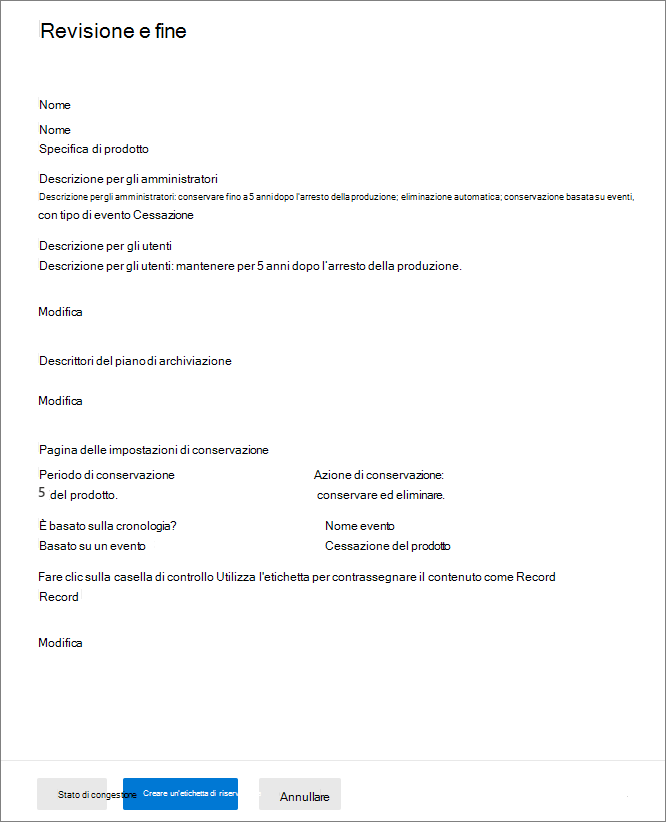 Revisione e fine
Nome
Nome
Specifica di prodotto
Descrizione per gli amministratori
Descrizione per gli amministratori: conservare fino a 5 anni dopo l'arresto della produzione; eliminazione automatica; conservazione basata su eventi,
con tipo di evento Cessazione
Descrizione per gli utenti
Descrizione per gli utenti: mantenere per 5 anni dopo l'arresto della produzione.
Modifica
Descrittori del piano di archiviazione
Modifica
Pagina delle impostazioni di conservazione
Periodo di conservazione Azione di conservazione:
5 del prodotto. conservare ed eliminare.
È basato sulla cronologia? Nome evento
Basato su un evento Cessazione del prodotto
Fare clic sulla casella di controllo Utilizza l'etichetta per contrassegnare il contenuto come Record
Record
Modifica
Stato di congestione Creare un'etichetta di riserv Annullare